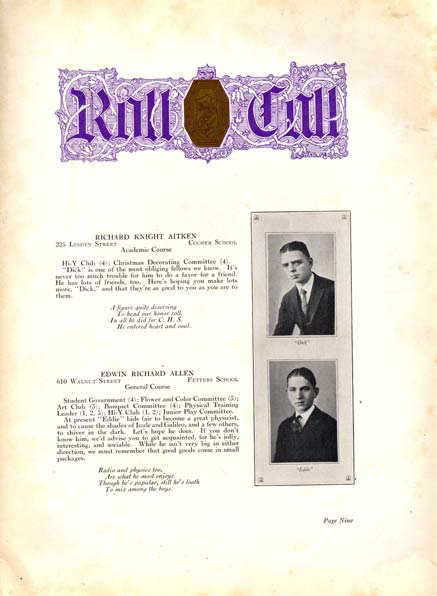 Roll Call
RICHARD KNIGHT AITKEN
225 LINDEN STREET COOPER SCHOOL
Academic Course
Hi-Y Club (4); Christmas Decorating Committee (4).
"Dick" is one of the most obliging fellows we know. It's
never too much trouble for him to do a favor for a friend.
He has lots of friends, too. Here's hoping you make lots
more, "Dick," and that they're as good to you as you are to
them.
A figure quite deserving
To head our honor roll.
In all he did for C. H. S.
He entered heart and soul.
"Dick"
EDWIN RICHARD ALLEN
610 WALNUT STREET FETTERS SCHOOL
General Course
Student Government (4); Flower and Color Committee (3);
Art Club (3); Banquet Committee (4); Physical Training
Leader (1, 2, 3); Hi-Y Club (1, 2); Junior Play Committee.
At present "Eddie" bids fair to become a great physicist,
and to cause the shades of Joule and Galileo, and a few others,
to shiver in the dark. Let's hope he does. If you don't
know him, we'd advise you to get acquainted, for he's jolly,
interesting, and sociable. While he isn't very big in either
direction, we must remember that good goods come in small
packages.
Radio and physics too,
Are what he most enjoys.
Though he's popular, still he's loath
To mix among the boys.
"Eddie"
Page Nine